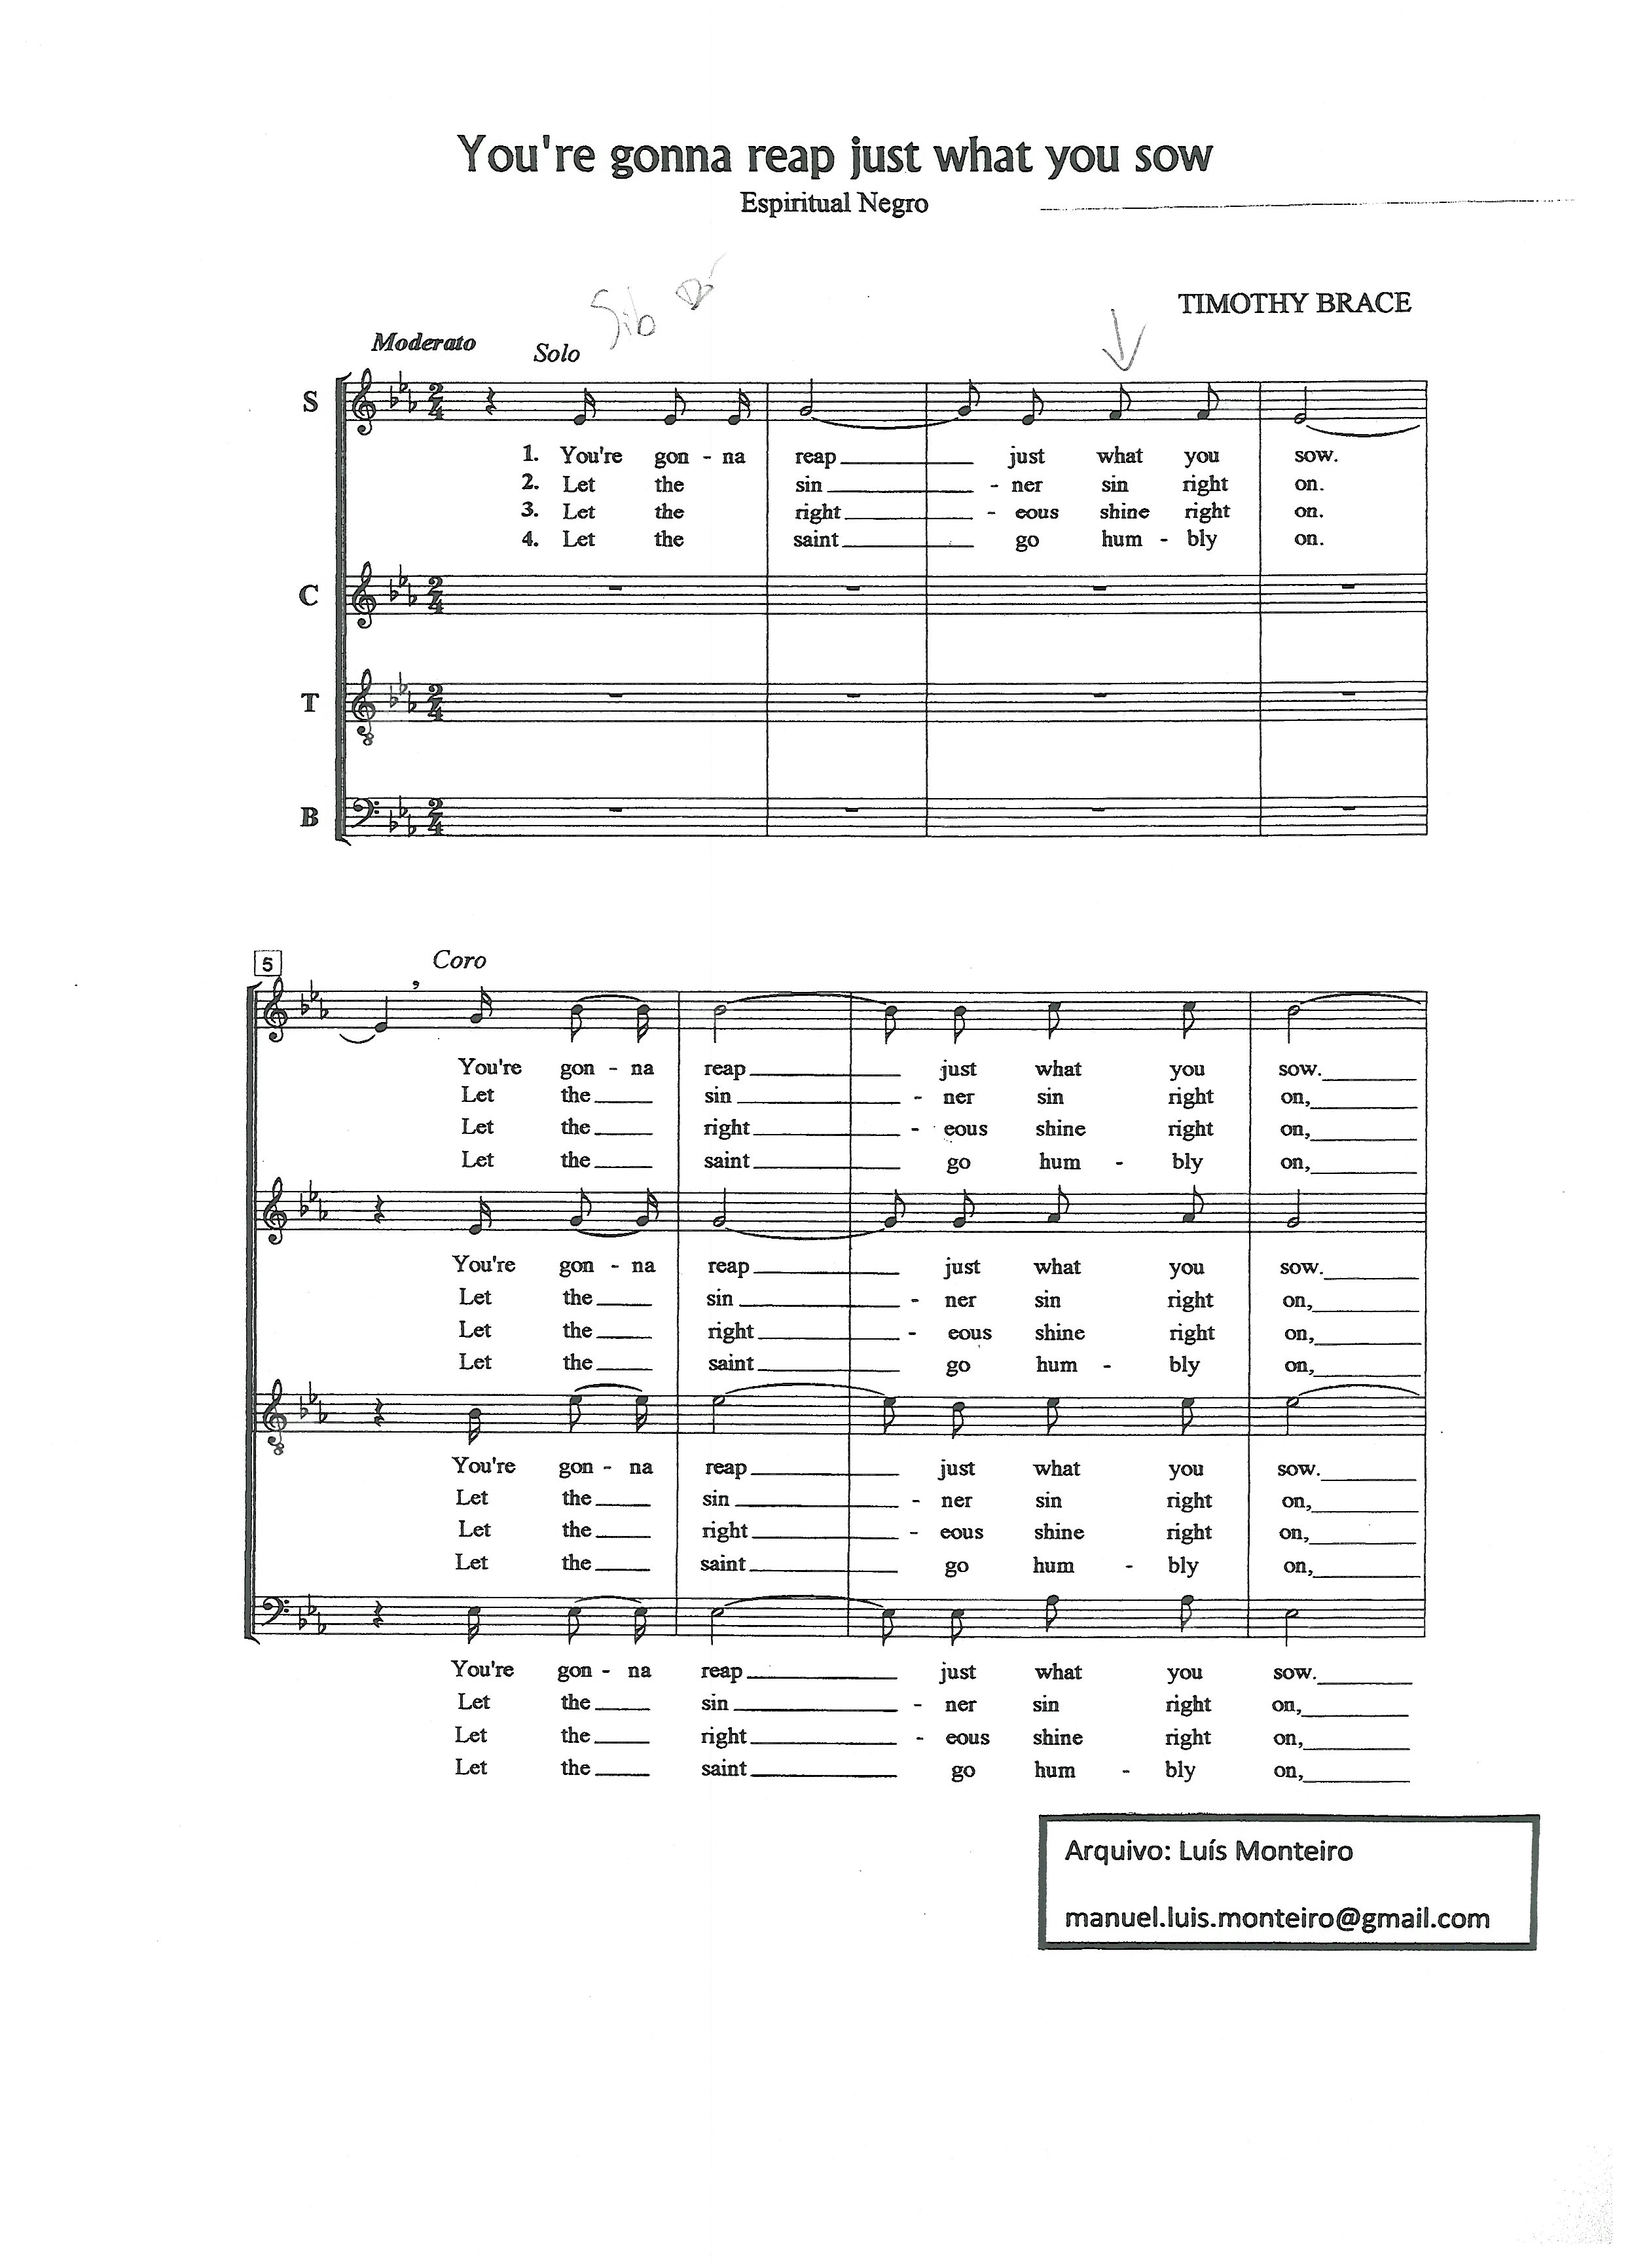 You're gonna reap just what you sow
Espiritual Negro
Sib
TIMOTHY BRACE
Moderato
Solo
S
1. You're gon - na reap just what you sow.
2. Let the sin - ner sin right on.
3. Let the right - eous shine right on.
4. Let the saint go hum - bly on.
C
T
B
5
Coro
You're gon - na reap just what you sow.
Let the sin - ner sin right on,
Let the right - eous shine right on,
Let the saint go hum - bly on,
You're gon - na reap just what you sow.
Let the sin - ner sin right on,
Let the right - eous shine right on,
Let the saint go hum - bly on,
You're gon - na reap just what you sow.
Let the sin - ner sin right on,
Let the right - eous shine right on,
Let the saint go hum - bly on,
You're gon - na reap just what you sow.
Let the sin - ner sin right on,
Let the right - eous shine right on,
Let the saint go hum - bly on,
Arquivo: Luís Monteiro
manuel.luis.monteiro@gmail.com